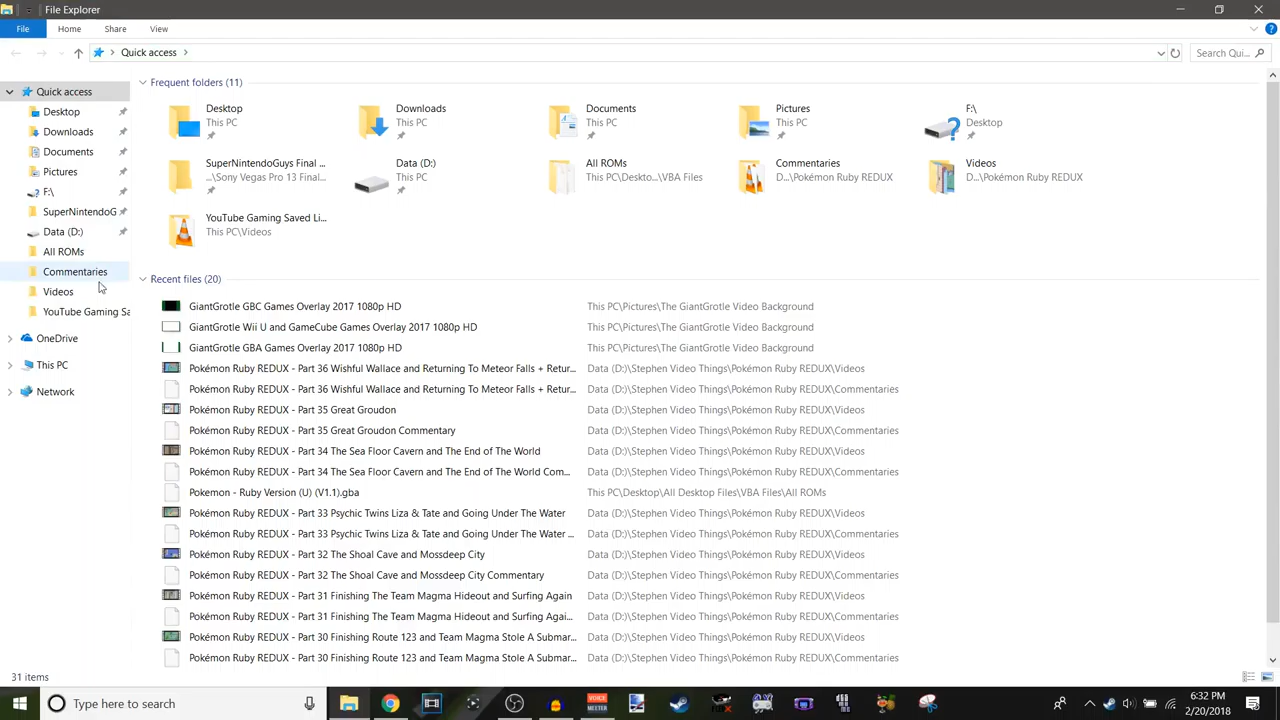 File Explorer
File Home Share View
Quick access
Search Qui...
Quick access
Desktop
Downloads
Documents
Pictures
F:\
SuperNintendoG
Data (D:)
All ROMs
Commentaries
Videos
YouTube Gaming Sa
OneDrive
This PC
Network
Frequent folders (11)
Desktop
This PC
Downloads
This PC
Documents
This PC
Pictures
This PC
F:\
Desktop
SuperNintendoGuys Final ...
...\Sony Vegas Pro 13 Final...
Data (D:)
This PC
All ROMs
This PC\Deskto...\VBA Files
Commentaries
D...\Pokémon Ruby REDUX
Videos
D...\Pokémon Ruby REDUX
YouTube Gaming Saved Li...
This PC\Videos
Recent files (20)
GiantGrotle GBC Games Overlay 2017 1080p HD This PC\Pictures\The GiantGrotle Video Background
GiantGrotle Wii U and GameCube Games Overlay 2017 1080p HD This PC\Pictures\The GiantGrotle Video Background
GiantGrotle GBA Games Overlay 2017 1080p HD This PC\Pictures\The GiantGrotle Video Background
Pokémon Ruby REDUX - Part 36 Wishful Wallace and Returning To Meteor Falls + Retur... Data (D:)\Stephen Video Things\Pokémon Ruby REDUX\Videos
Pokémon Ruby REDUX - Part 36 Wishful Wallace and Returning To Meteor Falls + Retur... Data (D:)\Stephen Video Things\Pokémon Ruby REDUX\Commentaries
Pokémon Ruby REDUX - Part 35 Great Groudon Data (D:)\Stephen Video Things\Pokémon Ruby REDUX\Videos
Pokémon Ruby REDUX - Part 35 Great Groudon Commentary Data (D:)\Stephen Video Things\Pokémon Ruby REDUX\Commentaries
Pokémon Ruby REDUX - Part 34 The Sea Floor Cavern and The End of The World Data (D:)\Stephen Video Things\Pokémon Ruby REDUX\Videos
Pokémon Ruby REDUX - Part 34 The Sea Floor Cavern and The End of The World Com... Data (D:)\Stephen Video Things\Pokémon Ruby REDUX\Commentaries
Pokemon - Ruby Version (U) (V1.1).gba This PC\Desktop\All Desktop Files\VBA Files\All ROMs
Pokémon Ruby REDUX - Part 33 Psychic Twins Liza & Tate and Going Under The Water Data (D:)\Stephen Video Things\Pokémon Ruby REDUX\Videos
Pokémon Ruby REDUX - Part 33 Psychic Twins Liza & Tate and Going Under The Water ... Data (D:)\Stephen Video Things\Pokémon Ruby REDUX\Commentaries
Pokémon Ruby REDUX - Part 32 The Shoal Cave and Mossdeep City Data (D:)\Stephen Video Things\Pokémon Ruby REDUX\Videos
Pokémon Ruby REDUX - Part 32 The Shoal Cave and Mossdeep City Commentary Data (D:)\Stephen Video Things\Pokémon Ruby REDUX\Commentaries
Pokémon Ruby REDUX - Part 31 Finishing The Team Magma Hideout and Surfing Again Data (D:)\Stephen Video Things\Pokémon Ruby REDUX\Videos
Pokémon Ruby REDUX - Part 31 Finishing The Team Magma Hideout and Surfing Again... Data (D:)\Stephen Video Things\Pokémon Ruby REDUX\Commentaries
Pokémon Ruby REDUX - Part 30 Finishing Route 123 and Team Magma Stole A Submar... Data (D:)\Stephen Video Things\Pokémon Ruby REDUX\Videos
Pokémon Ruby REDUX - Part 30 Finishing Route 123 and Team Magma Stole A Submar... Data (D:)\Stephen Video Things\Pokémon Ruby REDUX\Commentaries
31 items
Type here to search
VOICE
MEETER
6:32 PM
2/20/2018